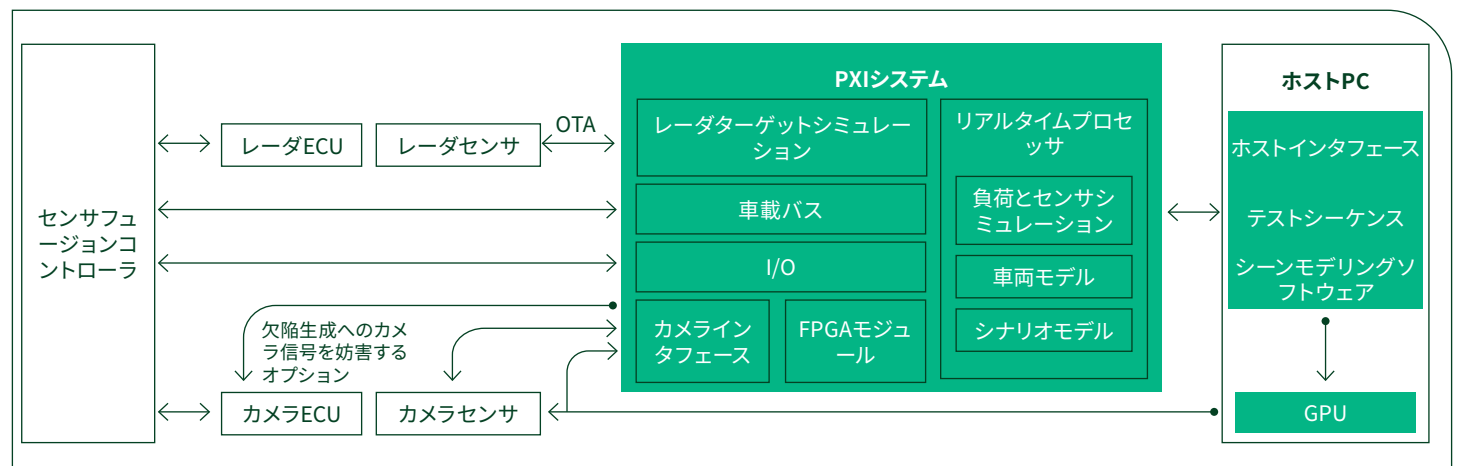 センサフュ
ージョンコ
ントローラ
レーダECU
レーダセンサ
OTA
欠陥生成へのカメ
ラ信号を妨害する
オプション
カメラECU
カメラセンサ
PXIシステム
レーダターゲットシミュレー
ション
車載バス
I/O
カメライン
タフェース
FPGAモジュ
ール
リアルタイムプロセ
ッサ
負荷とセンサシ
ミュレーション
車両モデル
シナリオモデル
ホストPC
ホストインタフェース
テストシーケンス
シーンモデリングソ
フトウェア
GPU